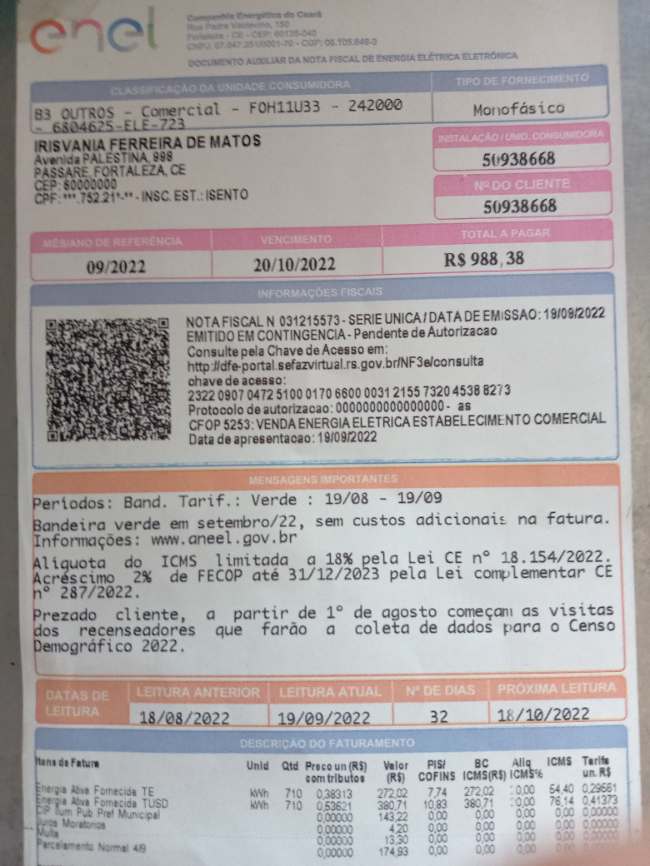 enel
Companhia Energética do Ceará
Rua Padre Valdevino, 150
Fortaleza - CE - CEP: 60135-040
CNPJ: 07.047.251/0001-70 - CGF: 06.105.848-3
DOCUMENTO AUXILIAR DA NOTA FISCAL DE ENERGIA ELÉTRICA ELETRÔNICA
CLASSIFICAÇÃO DA UNIDADE CONSUMIDORA
TIPO DE FORNECIMENTO
B3 OUTROS - Comercial - FOH11U33 - 242000
- 6804625-ELE-723
Monofásico
IRISVANIA FERREIRA DE MATOS
Avenida PALESTINA, 998
PASSARE, FORTALEZA, CE
CEP: 60000000
CPF: ***.752.21*-** - INSC. EST.: ISENTO
INSTALAÇÃO / UNID. CONSUMIDORA
50938668
Nº DO CLIENTE
50938668
MÊS/ANO DE REFERÊNCIA
VENCIMENTO
TOTAL A PAGAR
09/2022
20/10/2022
R$ 988,38
INFORMAÇÕES FISCAIS
NOTA FISCAL N 031215573 - SERIE UNICA / DATA DE EMISSAO: 19/09/2022
EMITIDO EM CONTINGENCIA - Pendente de Autorizacao
Consulte pela Chave de Acesso em:
http://dfe-portal.sefazvirtual.rs.gov.br/NF3e/consulta
chave de acesso:
2322 0907 0472 5100 0170 6600 0031 2155 7320 4538 8273
Protocolo de autorizacao: 0000000000000000 - as
CFOP 5253: VENDA ENERGIA ELETRICA ESTABELECIMENTO COMERCIAL
Data de apresentacao: 19/09/2022
MENSAGENS IMPORTANTES
Períodos: Band. Tarif.: Verde : 19/08 - 19/09
Bandeira verde em setembro/22, sem custos adicionais na fatura.
Informações: www.aneel.gov.br
Alíquota do ICMS limitada a 18% pela Lei CE nº 18.154/2022.
Acréscimo 2% de FECOP até 31/12/2023 pela Lei complementar CE
nº 287/2022.
Prezado cliente, a partir de 1º de agosto começam as visitas
dos recenseadores que farão a coleta de dados para o Censo
Demográfico 2022.
DATAS DE LEITURA
LEITURA ANTERIOR
LEITURA ATUAL
Nº DE DIAS
PRÓXIMA LEITURA
18/08/2022
19/09/2022
32
18/10/2022
DESCRIÇÃO DO FATURAMENTO
Itens de Fatura Unid Qtd Preco un (R$) com tributos Valor (R$) PIS/ COFINS BC ICMS(R$) Aliq ICMS% ICMS Tarifa un. R$
Energia Ativa Fornecida TE kWh 710 0,38313 272,02 7,74 272,02 0,00 54,40 0,29561
Energia Ativa Fornecida TUSD kWh 710 0,53621 380,71 10,83 380,71 0,00 76,14 0,41373
CIP Ilum Pub Pref Municipal 0,00000 143,22 0,00 0,00 0,00 0,00
Juros Moratorios 0,00000 4,20 0,00 0,00 0,00 0,00
Multa 0,00000 13,30 0,00 0,00 0,00 0,00
Parcelamento Normal 4/9 0,00000 174,93 0,00 0,00 0,00 0,00